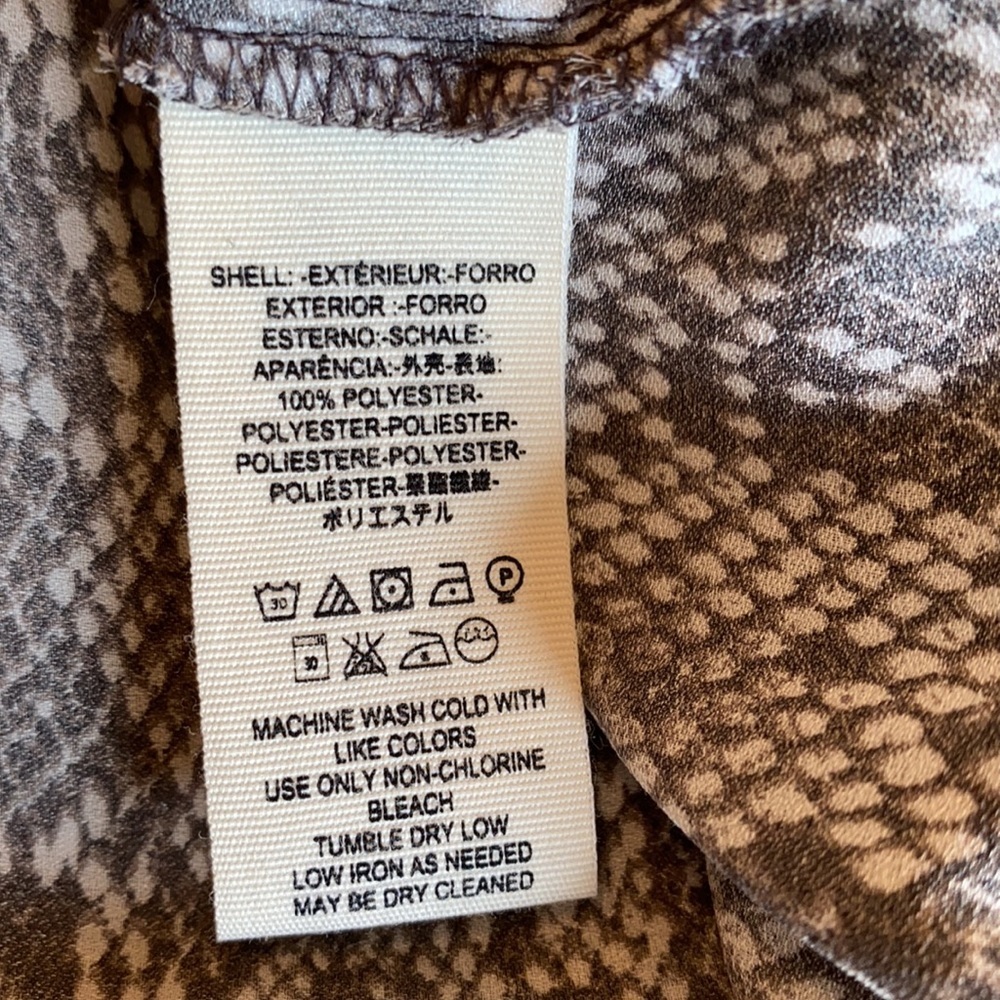 SHELL: -EXTÉRIEUR:-FORRO
EXTERIOR :-FORRO
ESTERNO:-SCHALE:-
APARÊNCIA:-外壳-表地:
100% POLYESTER-
POLYESTER-POLIESTER-
POLIESTERE-POLYESTER-
POLIÉSTER-聚酯纖維-
ポリエステル
30
P
30
MACHINE WASH COLD WITH
LIKE COLORS
USE ONLY NON-CHLORINE
BLEACH
TUMBLE DRY LOW
LOW IRON AS NEEDED
MAY BE DRY CLEANED